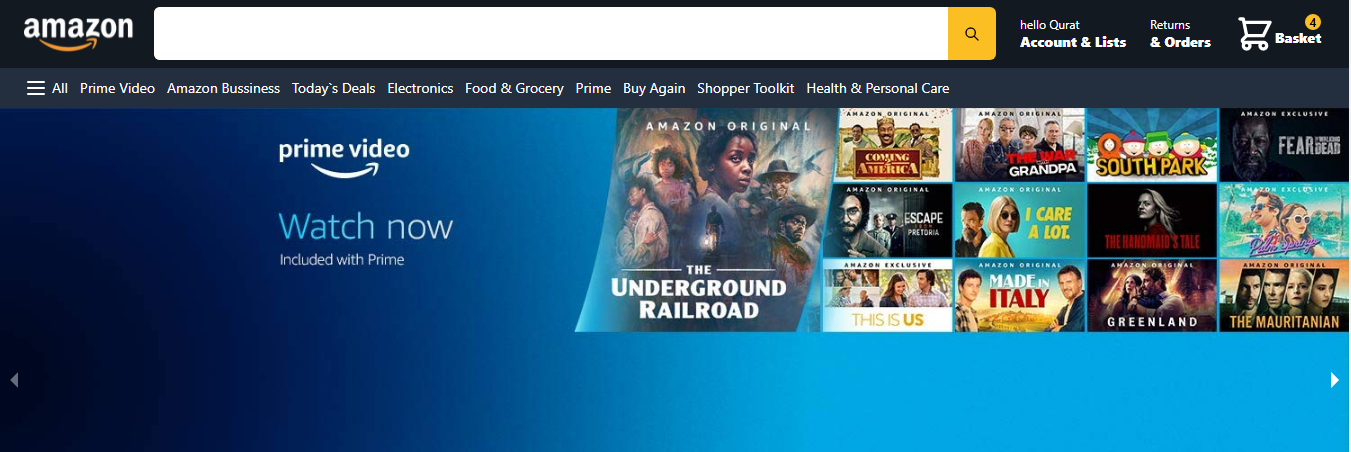 amazon
hello Qurat
Account & Lists
Returns
& Orders
4
Basket
All Prime Video Amazon Bussiness Today`s Deals Electronics Food & Grocery Prime Buy Again Shopper Toolkit Health & Personal Care
prime video
Watch now
Included with Prime
AMAZON ORIGINAL
THE
UNDERGROUND
RAILROAD
AMAZON ORIGINAL
COMING
2
AMERICA
AMAZON ORIGINAL
THE WAR
WITH
GRANDPA
SOUTH PARK
AMAZON EXCLUSIVE
FEAR THE WALKING
DEAD
AMAZON ORIGINAL
ESCAPE
FROM
PRETORIA
AMAZON ORIGINAL
I CARE
A LOT.
THE HANDMAID'S TALE
AMAZON EXCLUSIVE
Palm Springs
AMAZON EXCLUSIVE
THIS IS US
AMAZON ORIGINAL
MADE IN
ITALY
AMAZON ORIGINAL
GREENLAND
AMAZON ORIGINAL
THE MAURITANIAN